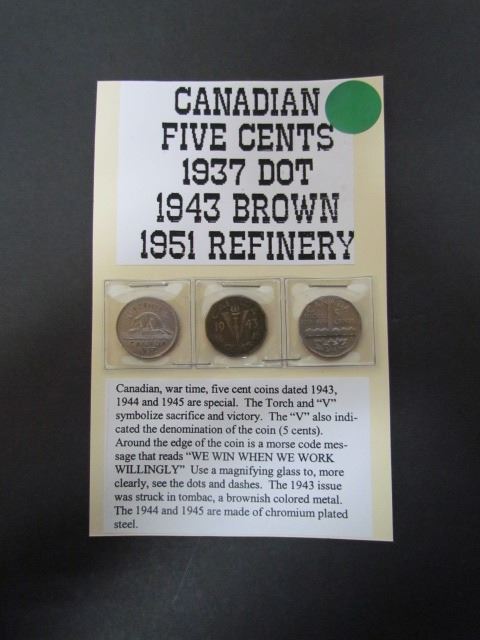 CANADIAN
FIVE CENTS
1937 DOT
1943 BROWN
1951 REFINERY
19 43
Canadian, war time, five cent coins dated 1943,
1944 and 1945 are special. The Torch and “V”
symbolize sacrifice and victory. The “V” also indi-
cated the denomination of the coin (5 cents).
Around the edge of the coin is a morse code mes-
sage that reads “WE WIN WHEN WE WORK
WILLINGLY” Use a magnifying glass to, more
clearly, see the dots and dashes. The 1943 issue
was struck in tombac, a brownish colored metal.
The 1944 and 1945 are made of chromium plated
steel.